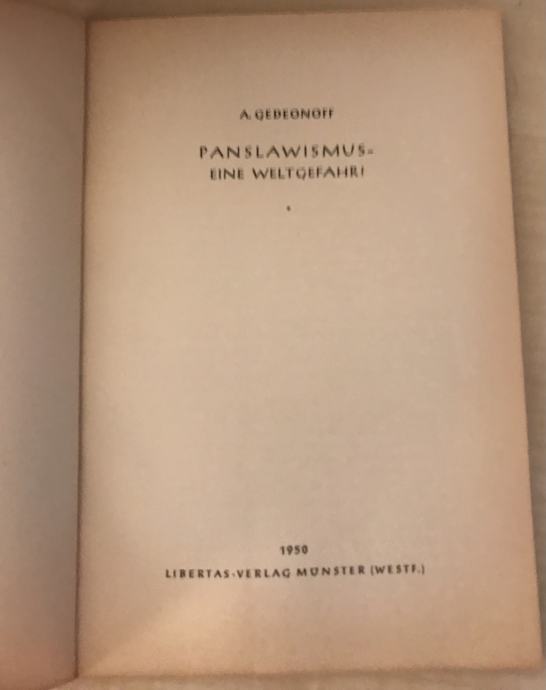 A. GEDEONOFF
PANSLAWISMUS-
EINE WELTGEFAHR!
1950
LIBERTAS-VERLAG MÜNSTER (WESTF.)